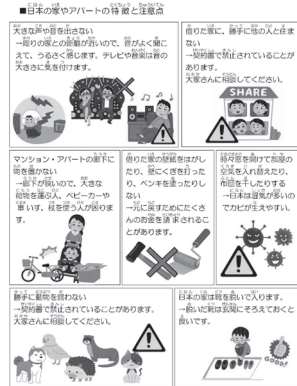 ■日本の家やアパートの特徴と注意点
大きな声や音を出さない
→周りの家との距離が近いので、音がよく聞こ
えて、うるさく感じます。テレビや音楽は音の
大きさに気を付けます。
借りた家に、勝手に他の人と住ま
ない
→契約書で禁止されていることがあ
ります。
大家さんに相談してください。
SHARE
マンション・アパートの廊下に
物を置かない
→廊下が狭いので、大きな
荷物を運ぶ人、ベビーカーや
車いす、杖を使う人が困りま
す。
借りた家の壁紙をはがし
たり、壁にくぎを打った
り、ペンキを塗ったりし
ない
→元に戻すためにたくさ
んのお金を請求されるこ
とがあります。
時々窓を開けて部屋の
空気を入れ替えたり、
布団を干したりする
→日本は湿気が多いの
でカビが生えやすい。
勝手に動物を飼わない
→契約書で禁止されていることがあります。
大家さんに相談してください。
日本の家は靴を脱いで入ります。
→脱いだ靴は玄関にそろえておくと
良いです。
GOOD!